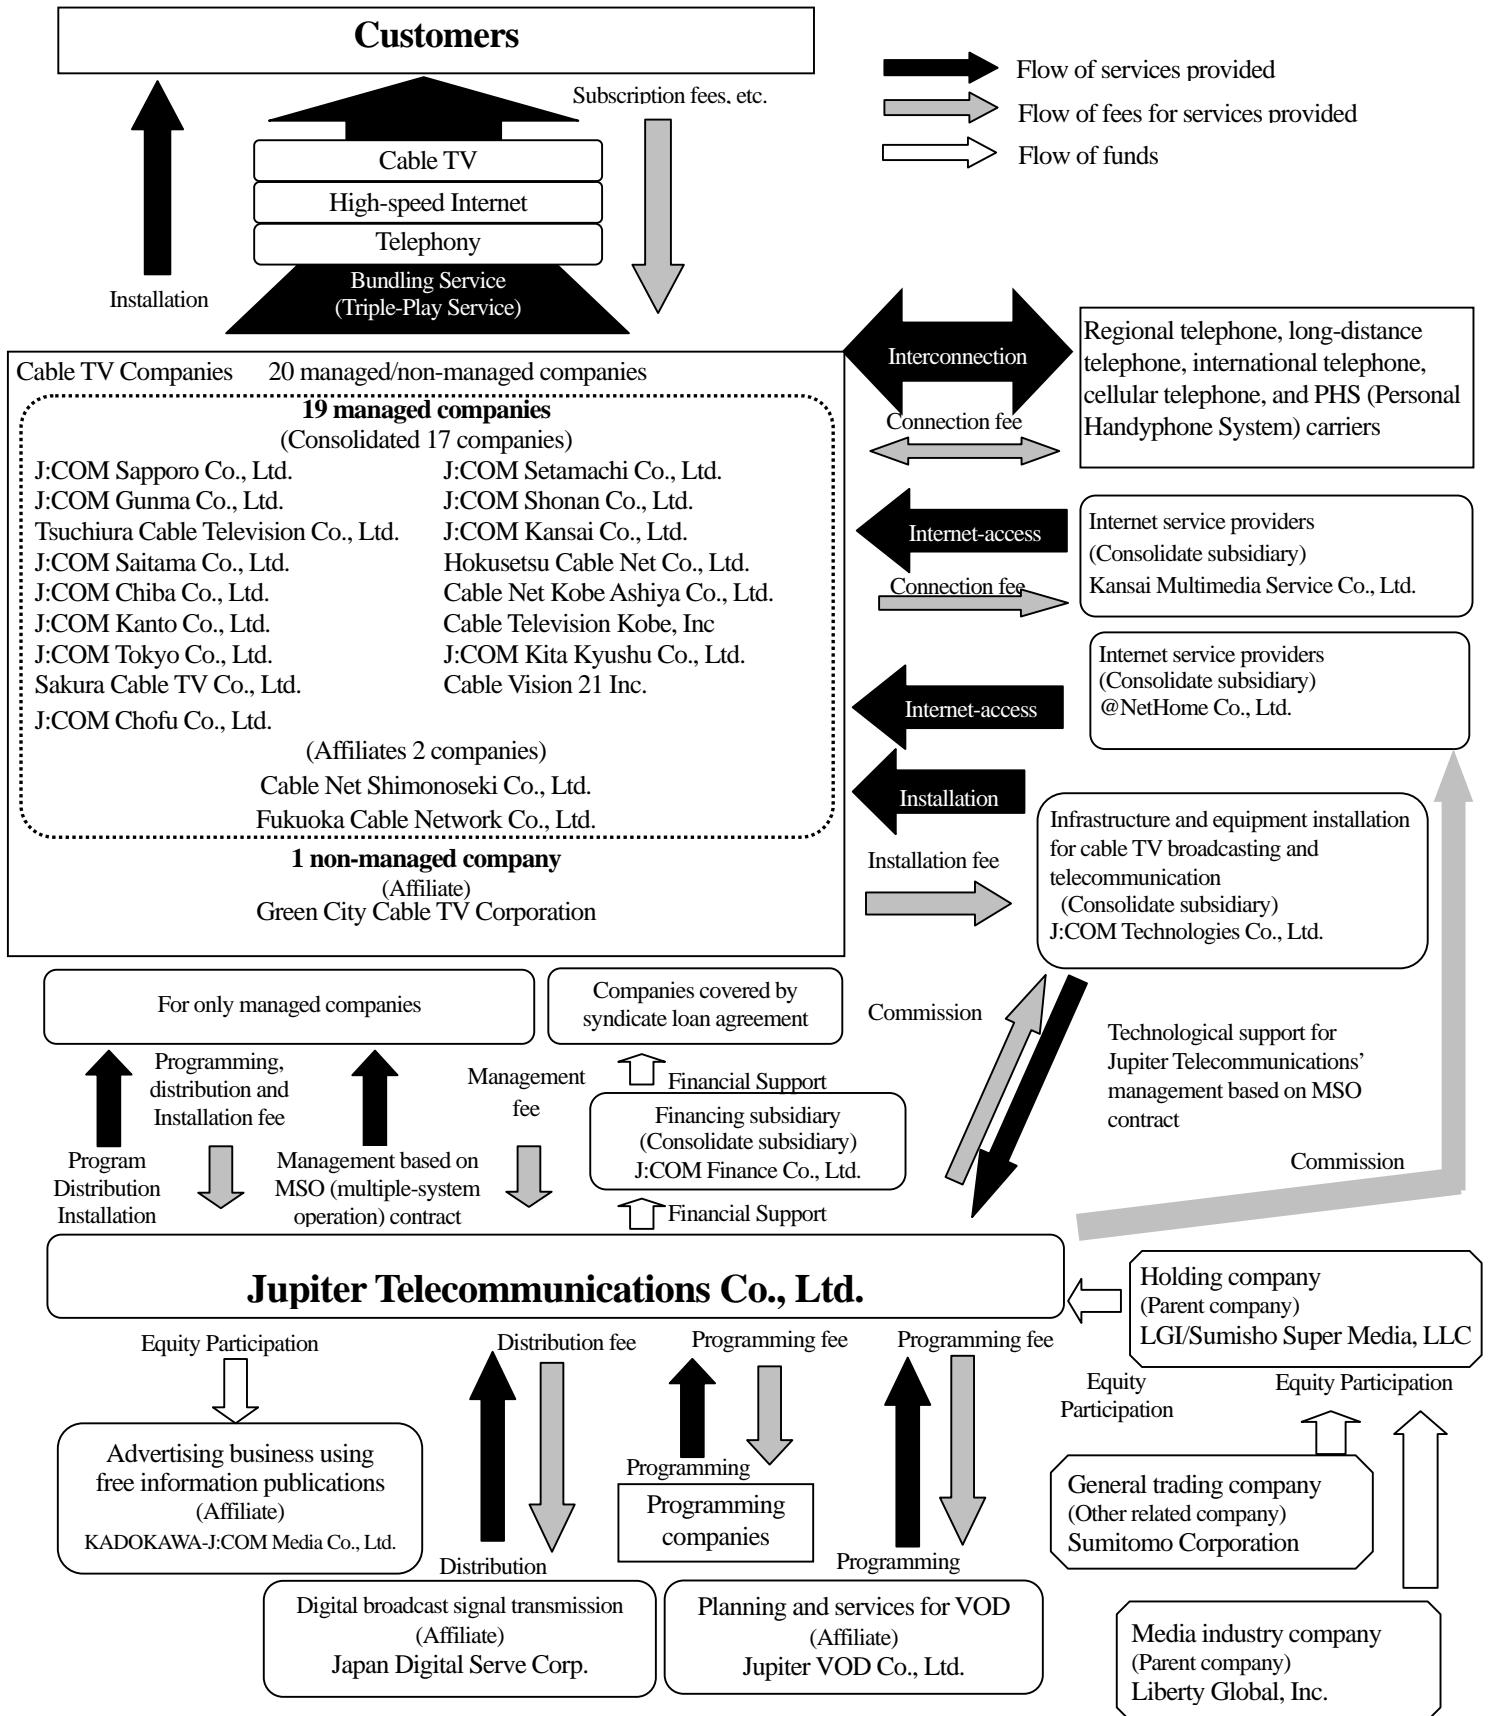 Customers
Flow of services provided
Flow of fees for services provided
Flow of funds
Subscription fees, etc.
Cable TV
High-speed Internet
Telephony
Bundling Service
(Triple-Play Service)
Installation
Cable TV Companies 20 managed/non-managed companies
19 managed companies
(Consolidated 17 companies)
J:COM Sapporo Co., Ltd.
J:COM Gunma Co., Ltd.
Tsuchiura Cable Television Co., Ltd.
J:COM Saitama Co., Ltd.
J:COM Chiba Co., Ltd.
J:COM Kanto Co., Ltd.
J:COM Tokyo Co., Ltd.
Sakura Cable TV Co., Ltd.
J:COM Chofu Co., Ltd.
J:COM Setamachi Co., Ltd.
J:COM Shonan Co., Ltd.
J:COM Kansai Co., Ltd.
Hokusetsu Cable Net Co., Ltd.
Cable Net Kobe Ashiya Co., Ltd.
Cable Television Kobe, Inc
J:COM Kita Kyushu Co., Ltd.
Cable Vision 21 Inc.
(Affiliates 2 companies)
Cable Net Shimonoseki Co., Ltd.
Fukuoka Cable Network Co., Ltd.
1 non-managed company
(Affiliate)
Green City Cable TV Corporation
Interconnection
Connection fee
Regional telephone, long-distance
telephone, international telephone,
cellular telephone, and PHS (Personal
Handyphone System) carriers
Internet-access
Connection fee
Internet service providers
(Consolidate subsidiary)
Kansai Multimedia Service Co., Ltd.
Internet-access
Internet service providers
(Consolidate subsidiary)
@NetHome Co., Ltd.
Installation
Installation fee
Infrastructure and equipment installation
for cable TV broadcasting and
telecommunication
(Consolidate subsidiary)
J:COM Technologies Co., Ltd.
For only managed companies
Companies covered by
syndicate loan agreement
Commission
Technological support for
Jupiter Telecommunications’
management based on MSO
contract
Commission
Programming,
distribution and
Installation fee
Program
Distribution
Installation
Management
fee
Management based on
MSO (multiple-system
operation) contract
Financial Support
Financing subsidiary
(Consolidate subsidiary)
J:COM Finance Co., Ltd.
Financial Support
Jupiter Telecommunications Co., Ltd.
Holding company
(Parent company)
LGI/Sumisho Super Media, LLC
Equity Participation
Distribution fee
Programming fee
Programming fee
Equity
Participation
Equity Participation
Advertising business using
free information publications
(Affiliate)
KADOKAWA-J:COM Media Co., Ltd.
Distribution
Programming
Programming
companies
Programming
General trading company
(Other related company)
Sumitomo Corporation
Digital broadcast signal transmission
(Affiliate)
Japan Digital Serve Corp.
Planning and services for VOD
(Affiliate)
Jupiter VOD Co., Ltd.
Media industry company
(Parent company)
Liberty Global, Inc.